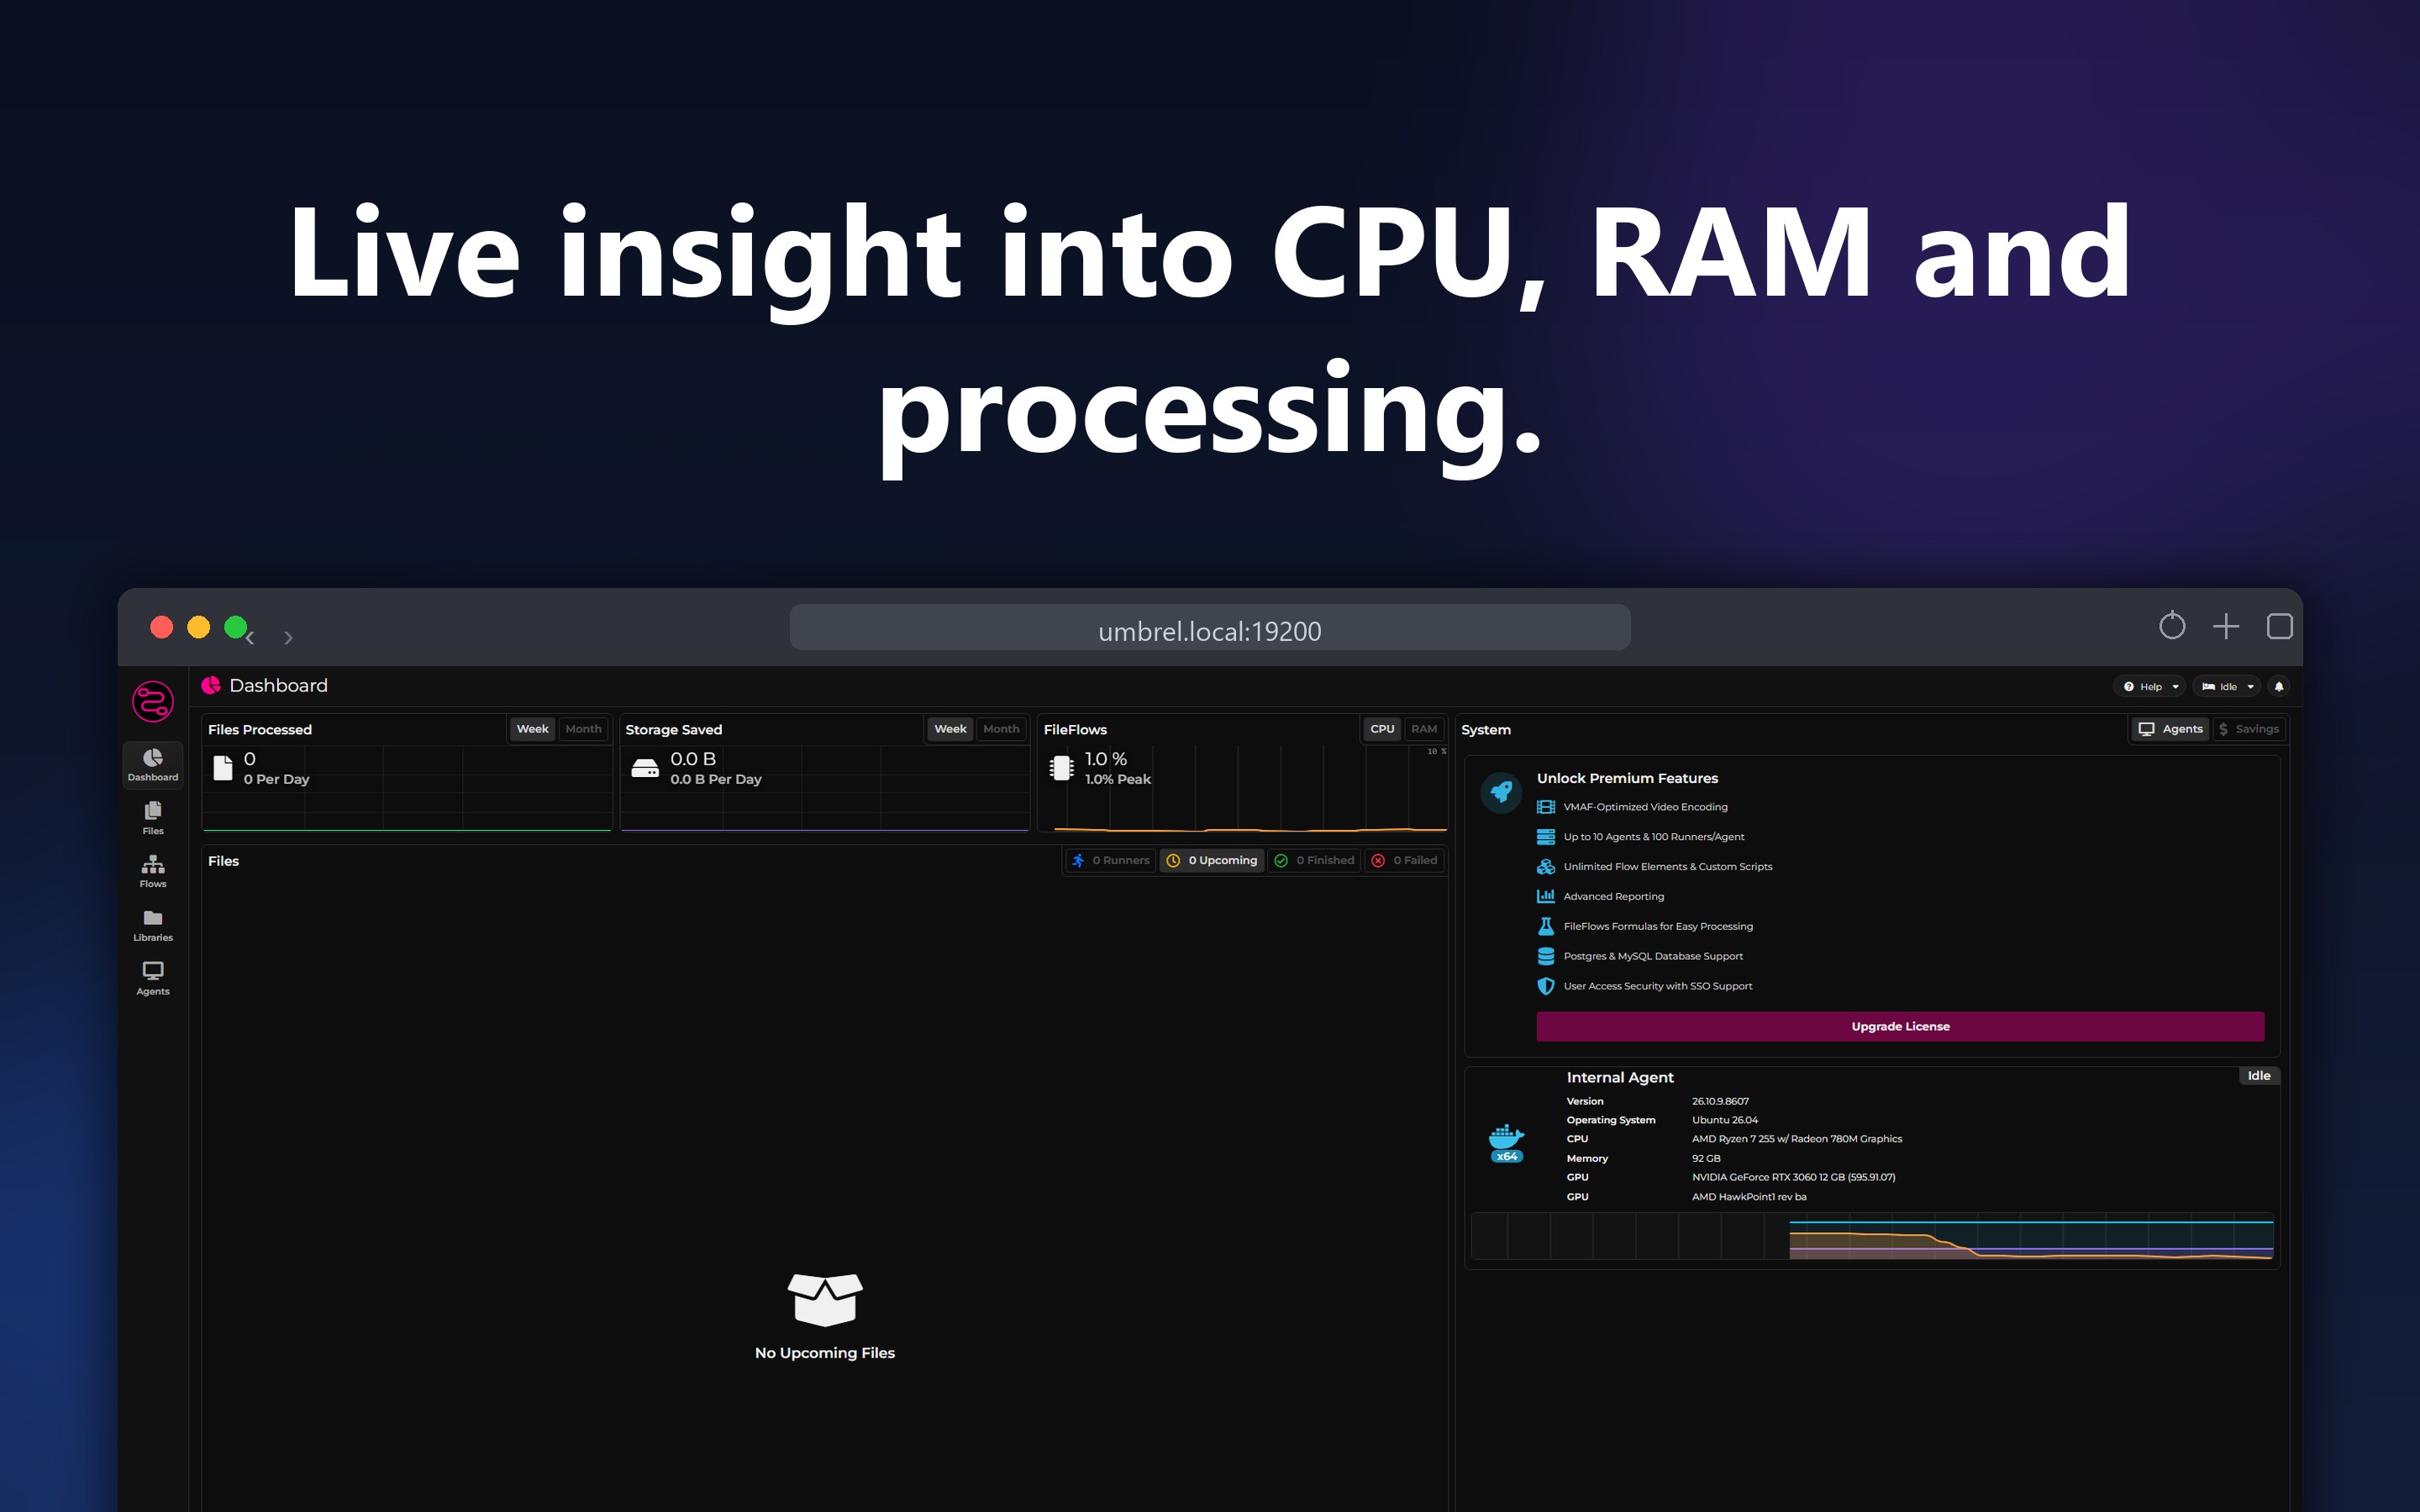 Live insight into CPU, RAM and
processing.
umbrel.local:19200
Dashboard
Help
Idle
Dashboard
Files
Flows
Libraries
Agents
Files Processed
Week
Month
0
0 Per Day
Storage Saved
Week
Month
0.0 B
0.0 B Per Day
FileFlows
CPU
RAM
10 %
1.0 %
1.0% Peak
Files
0 Runners
0 Upcoming
0 Finished
0 Failed
No Upcoming Files
System
Agents
Savings
Unlock Premium Features
VMAF-Optimized Video Encoding
Up to 10 Agents & 100 Runners/Agent
Unlimited Flow Elements & Custom Scripts
Advanced Reporting
FileFlows Formulas for Easy Processing
Postgres & MySQL Database Support
User Access Security with SSO Support
Upgrade License
Internal Agent
Idle
x64
Version 26.10.9.8607
Operating System Ubuntu 26.04
CPU AMD Ryzen 7 255 w/ Radeon 780M Graphics
Memory 92 GB
GPU NVIDIA GeForce RTX 3060 12 GB (595.91.07)
GPU AMD HawkPoint1 rev ba